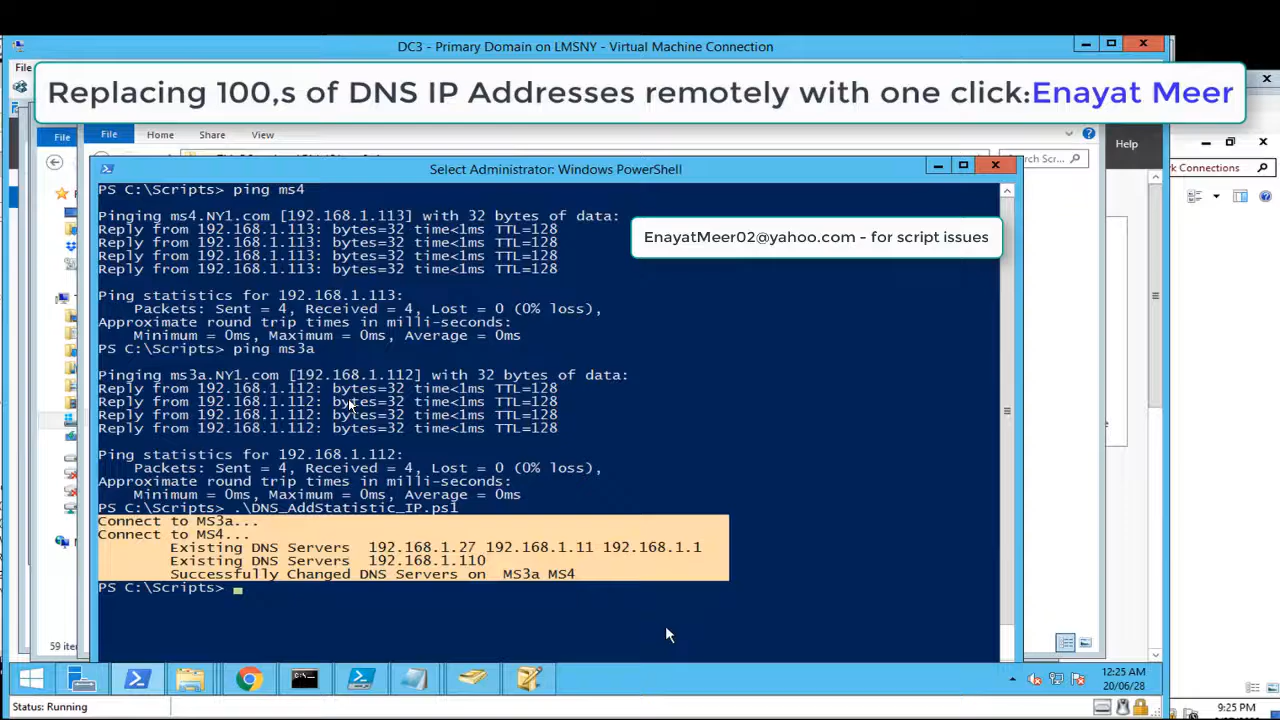 DC3 - Primary Domain on LMSNY - Virtual Machine Connection
File
Replacing 100,s of DNS IP Addresses remotely with one click:Enayat Meer
File
File
Home
Share
View
Help
Select Administrator: Windows PowerShell
k Connections
PS C:\Scripts> ping ms4
Pinging ms4.NY1.com [192.168.1.113] with 32 bytes of data:
Reply from 192.168.1.113: bytes=32 time<1ms TTL=128
Reply from 192.168.1.113: bytes=32 time<1ms TTL=128
Reply from 192.168.1.113: bytes=32 time<1ms TTL=128
Reply from 192.168.1.113: bytes=32 time<1ms TTL=128
EnayatMeer02@yahoo.com - for script issues
Ping statistics for 192.168.1.113:
Packets: Sent = 4, Received = 4, Lost = 0 (0% loss),
Approximate round trip times in milli-seconds:
Minimum = 0ms, Maximum = 0ms, Average = 0ms
PS C:\Scripts> ping ms3a
Pinging ms3a.NY1.com [192.168.1.112] with 32 bytes of data:
Reply from 192.168.1.112: bytes=32 time<1ms TTL=128
Reply from 192.168.1.112: bytes=32 time<1ms TTL=128
Reply from 192.168.1.112: bytes=32 time<1ms TTL=128
Reply from 192.168.1.112: bytes=32 time<1ms TTL=128
Ping statistics for 192.168.1.112:
Packets: Sent = 4, Received = 4, Lost = 0 (0% loss),
Approximate round trip times in milli-seconds:
Minimum = 0ms, Maximum = 0ms, Average = 0ms
PS C:\Scripts> .\DNS_AddStatistic_IP.ps1
Connect to MS3a...
Connect to MS4...
Existing DNS Servers 192.168.1.27 192.168.1.11 192.168.1.1
Existing DNS Servers 192.168.1.110
Successfully Changed DNS Servers on MS3a MS4
PS C:\Scripts>
59 iter
12:25 AM
20/06/28
Status: Running
9:25 PM